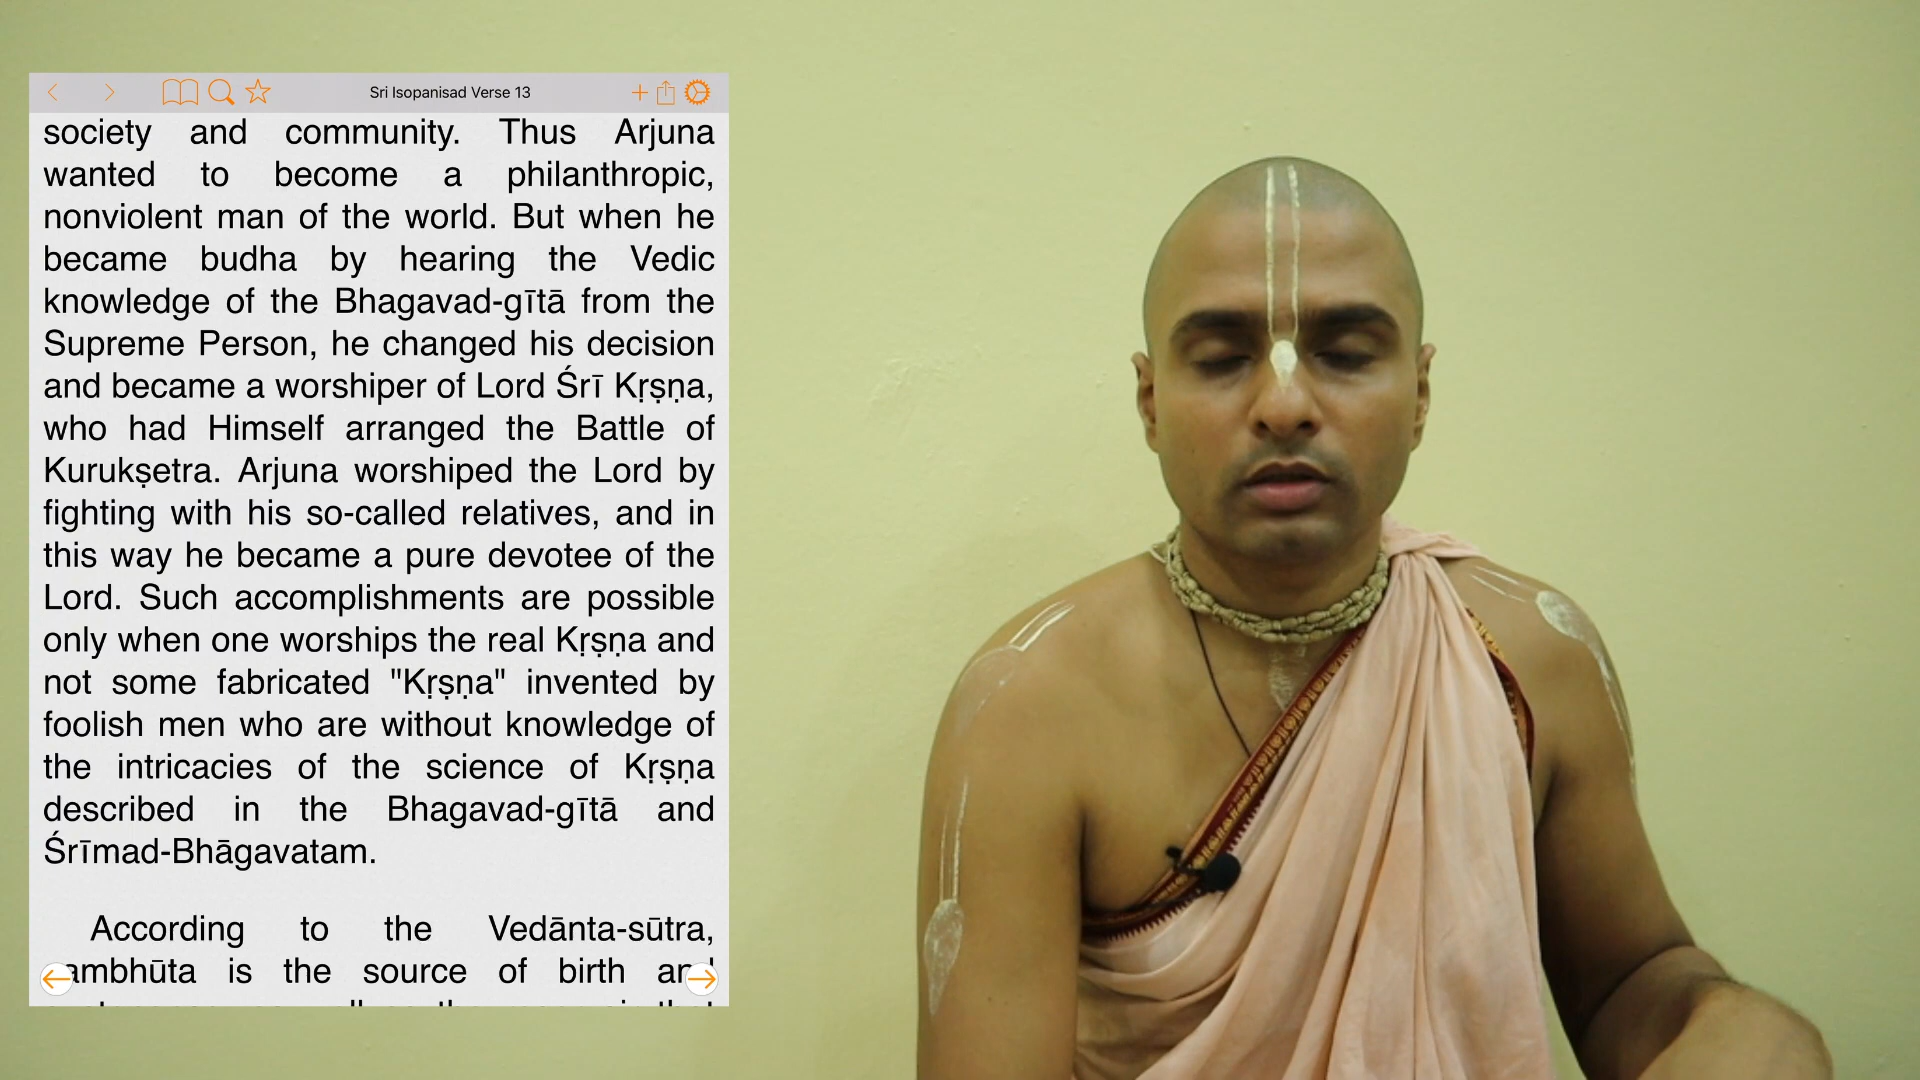 Sri Isopanisad Verse 13
society and community. Thus Arjuna
wanted to become a philanthropic,
nonviolent man of the world. But when he
became budha by hearing the Vedic
knowledge of the Bhagavad-gītā from the
Supreme Person, he changed his decision
and became a worshiper of Lord Śrī Kṛṣṇa,
who had Himself arranged the Battle of
Kurukṣetra. Arjuna worshiped the Lord by
fighting with his so-called relatives, and in
this way he became a pure devotee of the
Lord. Such accomplishments are possible
only when one worships the real Kṛṣṇa and
not some fabricated "Kṛṣṇa" invented by
foolish men who are without knowledge of
the intricacies of the science of Kṛṣṇa
described in the Bhagavad-gītā and
Śrīmad-Bhāgavatam.
According to the Vedānta-sūtra,
ambhūta is the source of birth and